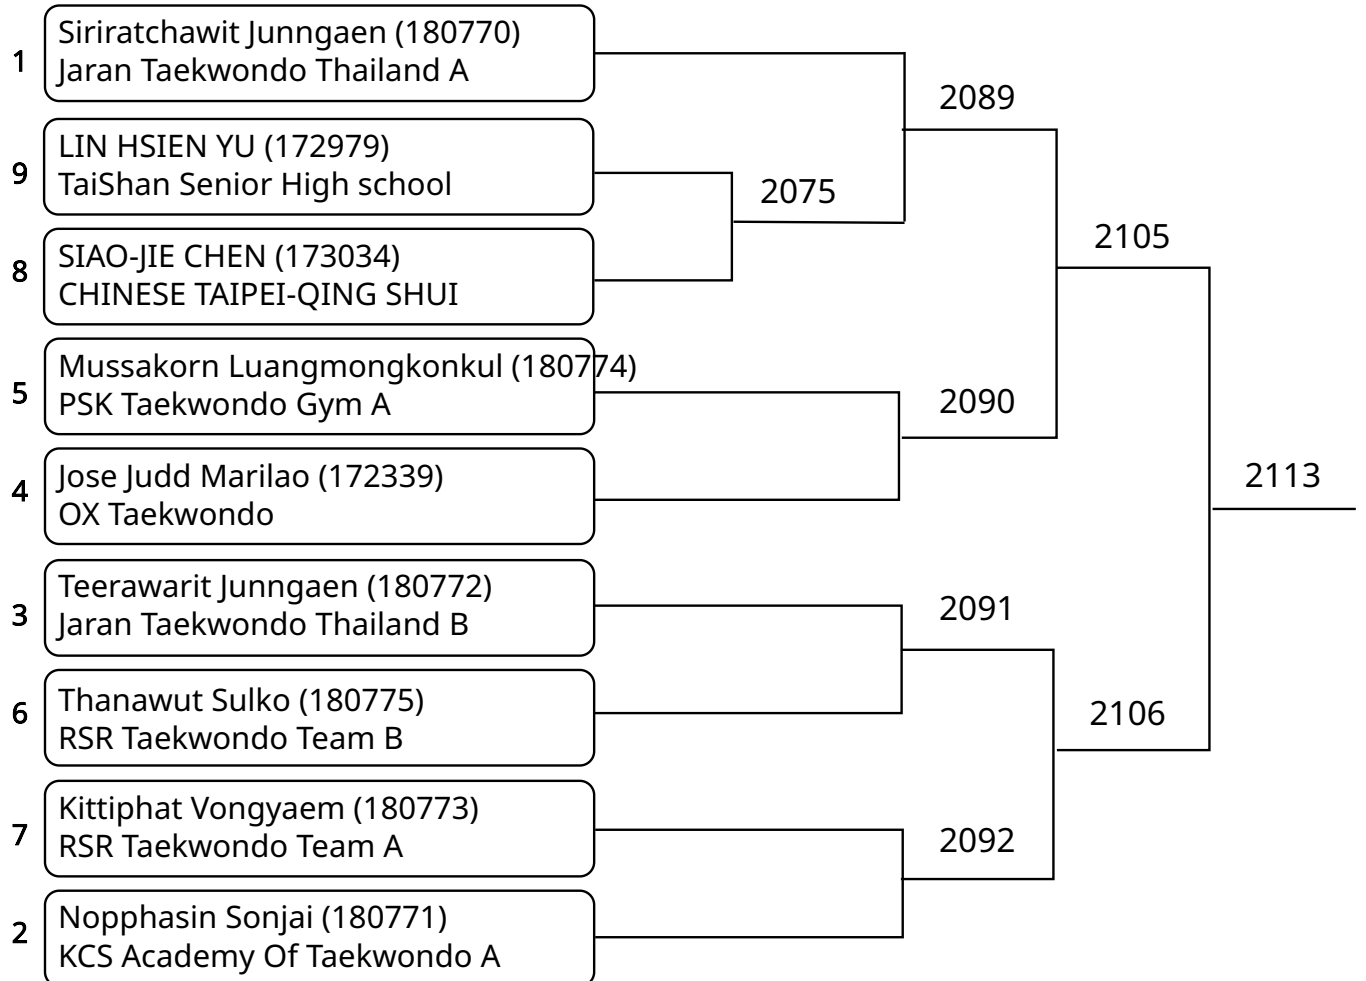 1
Siriratchawit Junngaen (180770)
Jaran Taekwondo Thailand A
2089
9
LIN HSIEN YU (172979)
TaiShan Senior High school
2075
8
SIAO-JIE CHEN (173034)
CHINESE TAIPEI-QING SHUI
2105
5
Mussakorn Luangmongkonkul (180774)
PSK Taekwondo Gym A
2090
4
Jose Judd Marilao (172339)
OX Taekwondo
2113
3
Teerawarit Junngaen (180772)
Jaran Taekwondo Thailand B
2091
6
Thanawut Sulko (180775)
RSR Taekwondo Team B
2106
7
Kittiphat Vongyaem (180773)
RSR Taekwondo Team A
2092
2
Nopphasin Sonjai (180771)
KCS Academy Of Taekwondo A